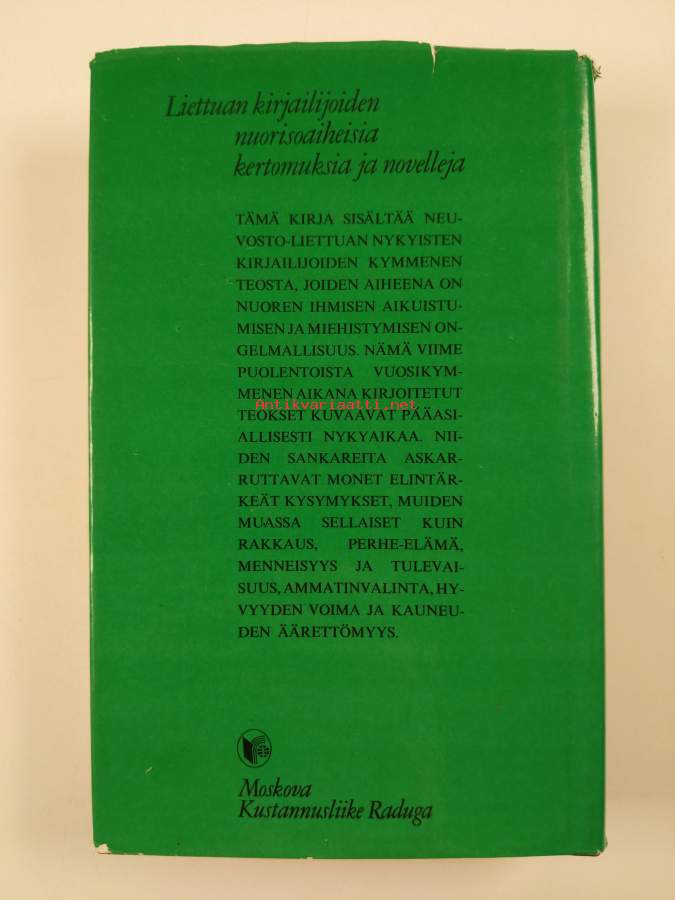 Liettuan kirjailijoiden
nuorisoaiheisia
kertomuksia ja novelleja
TÄMÄ KIRJA SISÄLTÄÄ NEU-
VOSTO-LIETTUAN NYKYISTEN
KIRJAILIJOIDEN KYMMENEN
TEOSTA, JOIDEN AIHEENA ON
NUOREN IHMISEN AIKUISTU-
MISEN JA MIEHISTYMISEN ON-
GELMALLISUUS. NÄMÄ VIIME
PUOLENTOISTA VUOSIKYM-
MENEN AIKANA KIRJOITETUT
Antikvariaatti.net
TEOKSET KUVAAVAT PÄÄASI-
ALLISESTI NYKYAIKAA. NII-
DEN SANKAREITA ASKAR-
RUTTAVAT MONET ELINTÄR-
KEÄT KYSYMYKSET, MUIDEN
MUASSA SELLAISET KUIN
RAKKAUS, PERHE-ELÄMÄ,
MENNEISYYS JA TULEVAI-
SUUS, AMMATINVALINTA, HY-
VYYDEN VOIMA JA KAUNEU-
DEN ÄÄRETTÖMYYS.
Moskova
Kustannusliike Raduga